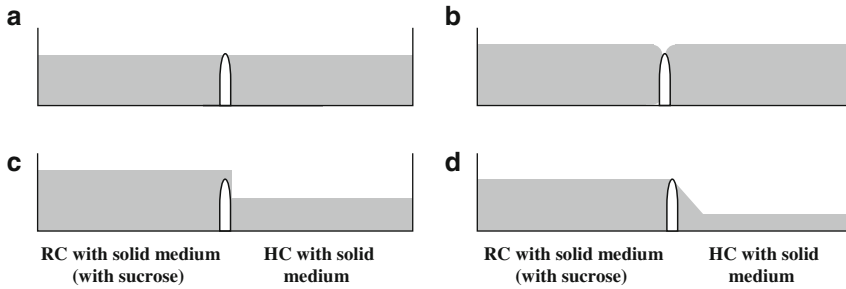 a
b
c
d
RC with solid medium
(with sucrose)
HC with solid
medium
RC with solid medium
(with sucrose)
HC with solid
medium